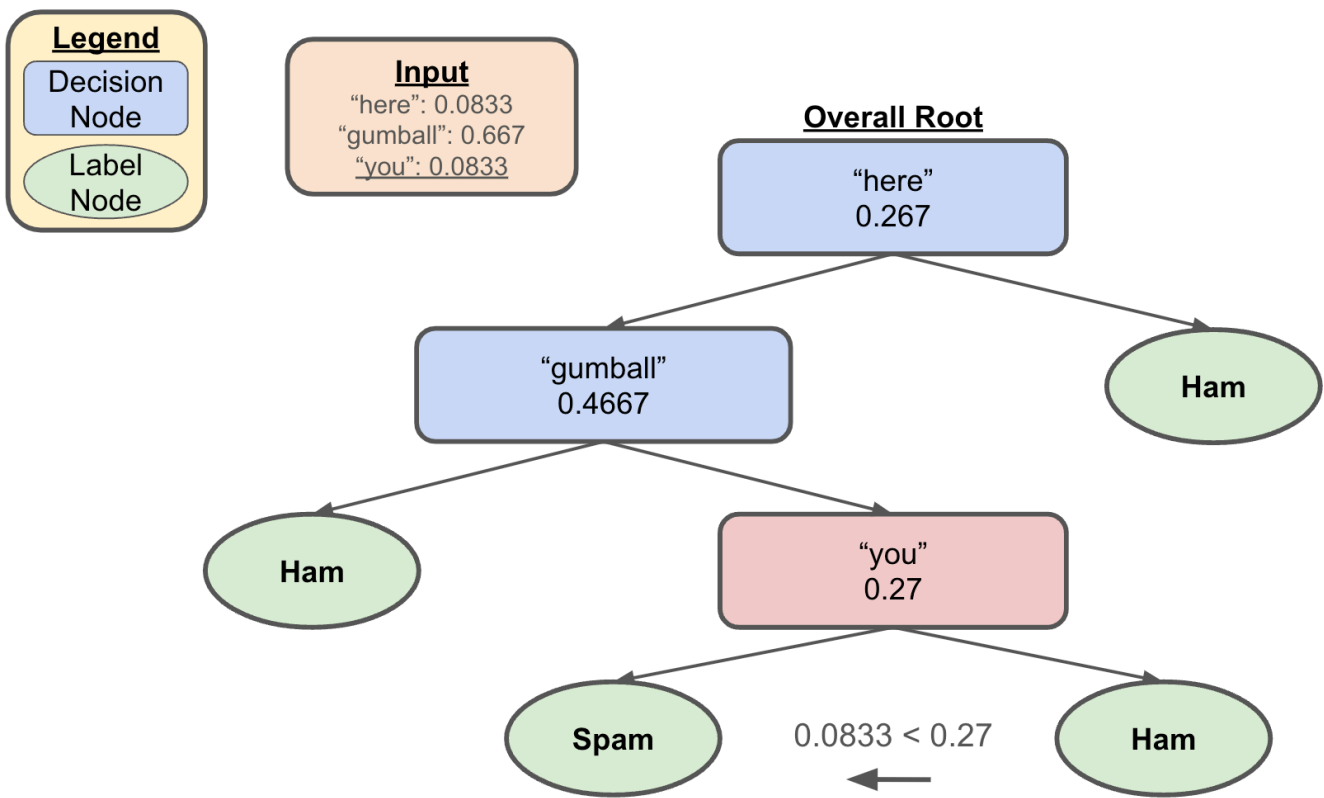 Legend
Decision
Node
Label
Node
Input
“here”: 0.0833
“gumball”: 0.667
“you”: 0.0833
Overall Root
“here”
0.267
“gumball”
0.4667
Ham
Ham
“you”
0.27
Spam
0.0833 < 0.27
Ham